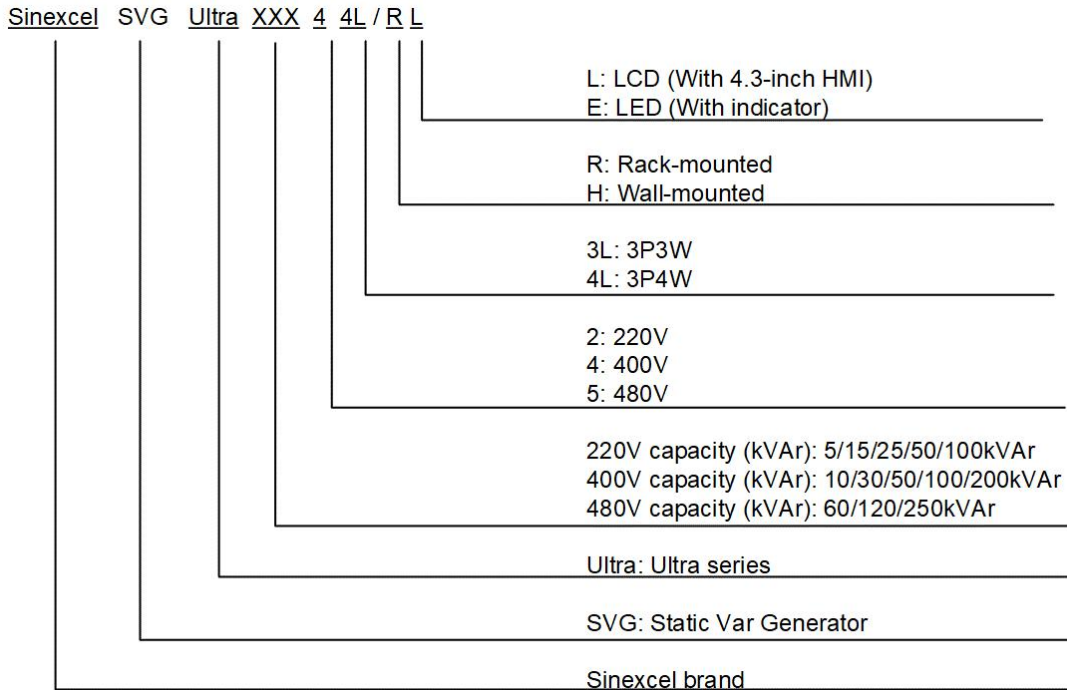 Sinexcel SVG Ultra XXX 4 4L / R L
L: LCD (With 4.3-inch HMI)
E: LED (With indicator)
R: Rack-mounted
H: Wall-mounted
3L: 3P3W
4L: 3P4W
2: 220V
4: 400V
5: 480V
220V capacity (kVAr): 5/15/25/50/100kVAr
400V capacity (kVAr): 10/30/50/100/200kVAr
480V capacity (kVAr): 60/120/250kVAr
Ultra: Ultra series
SVG: Static Var Generator
Sinexcel brand